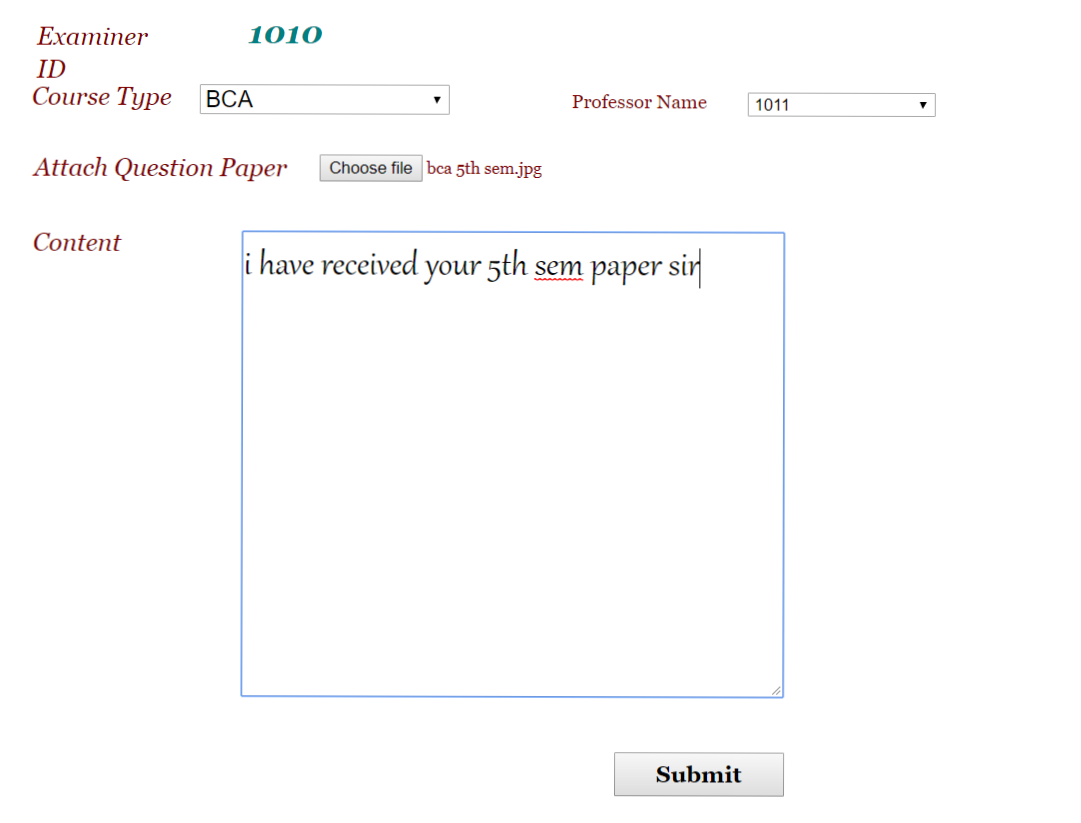 Examiner 1010
ID
Course Type BCA Professor Name 1011
Attach Question Paper Choose file bca 5th sem.jpg
Content
i have received your 5th sem paper sir
Submit